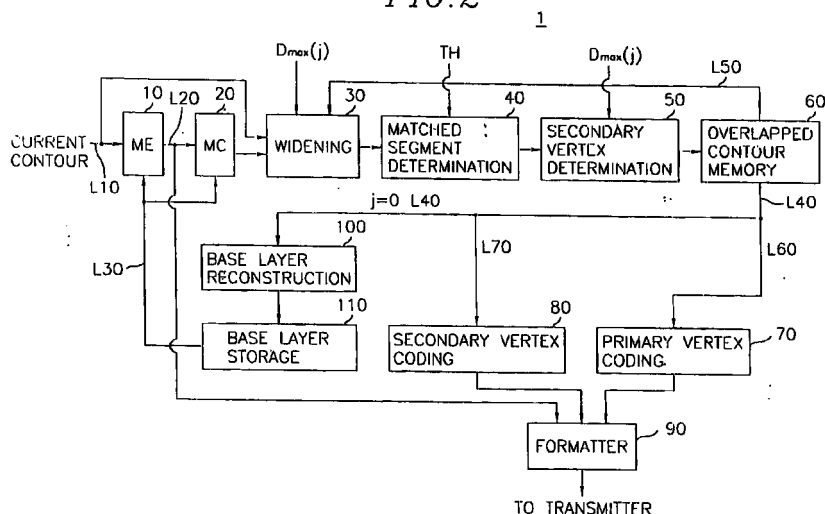 FIG.2
1
Dmax(j)
TH
Dmax(j)
L50
10
L20
20
30
40
50
60
CURRENT
CONTOUR
L10
ME
MC
WIDENING
MATCHED
SEGMENT
DETERMINATION
SECONDARY
VERTEX
DETERMINATION
OVERLAPPED
CONTOUR
MEMORY
L40
j=0 L40
100
L70
L60
L30
BASE LAYER
RECONSTRUCTION
110
BASE LAYER
STORAGE
80
SECONDARY VERTEX
CODING
70
PRIMARY VERTEX
CODING
90
FORMATTER
TO TRANSMITTER